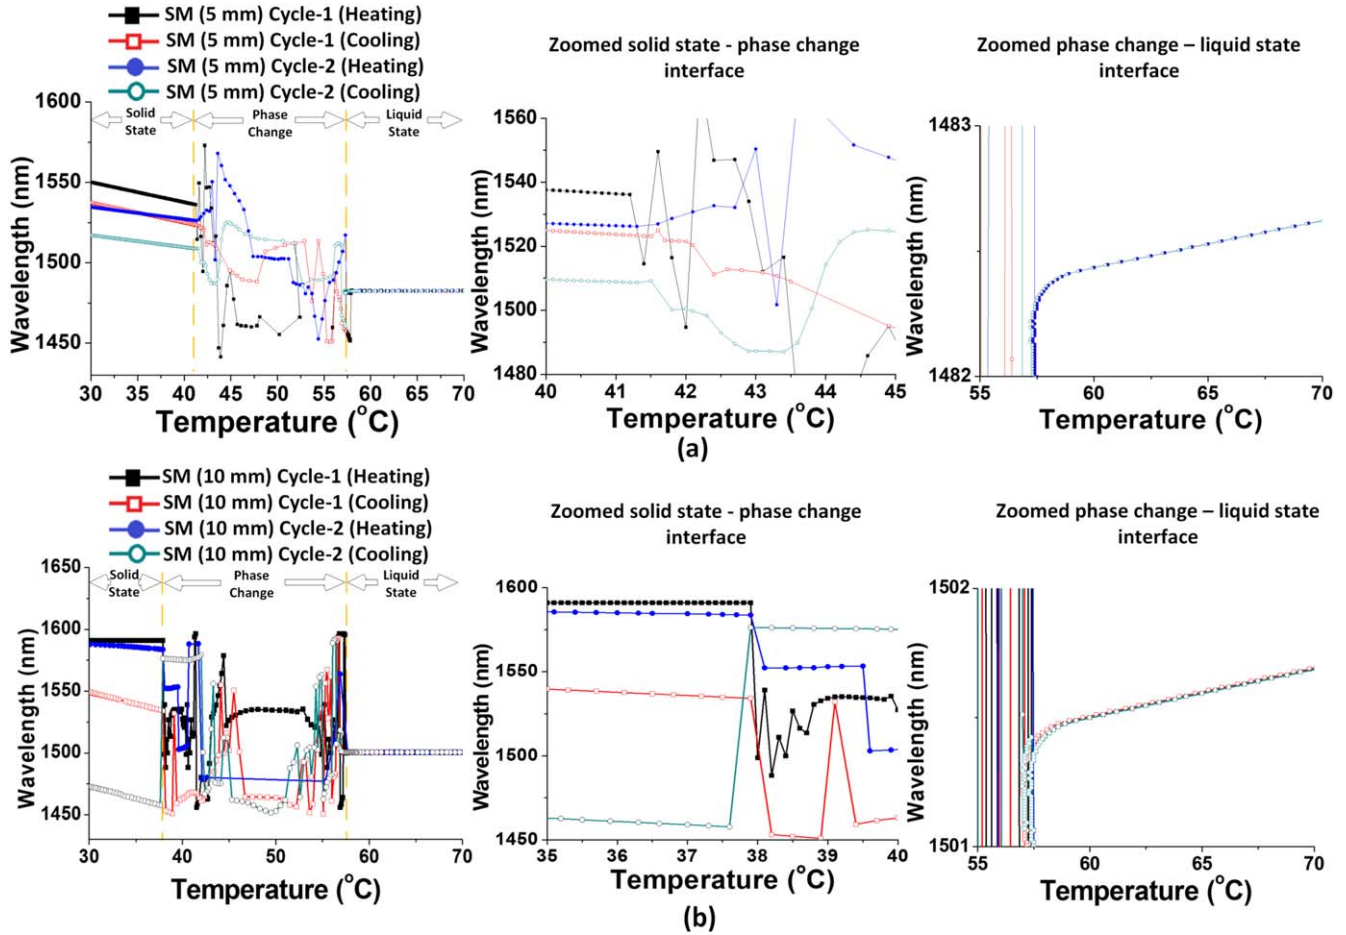 SM (5 mm) Cycle-1 (Heating)
SM (5 mm) Cycle-1 (Cooling)
SM (5 mm) Cycle-2 (Heating)
SM (5 mm) Cycle-2 (Cooling)
Solid
State
Phase
Change
Liquid
State
1600
1550
1500
1450
Wavelength (nm)
30 35 40 45 50 55 60 65 70
Temperature (°C)
Zoomed solid state - phase change
interface
1560
1540
1520
1500
1480
Wavelength (nm)
40 41 42 43 44 45
Temperature (°C)
Zoomed phase change – liquid state
interface
1483
1482
Wavelength (nm)
55 60 65 70
Temperature (°C)
(a)
SM (10 mm) Cycle-1 (Heating)
SM (10 mm) Cycle-1 (Cooling)
SM (10 mm) Cycle-2 (Heating)
SM (10 mm) Cycle-2 (Cooling)
Solid
State
Phase
Change
Liquid
State
1650
1600
1550
1500
1450
Wavelength (nm)
30 40 50 60 70
Temperature (°C)
Zoomed solid state - phase change
interface
1600
1550
1500
1450
Wavelength (nm)
35 36 37 38 39 40
Temperature (°C)
Zoomed phase change – liquid state
interface
1502
1501
Wavelength (nm)
55 60 65 70
Temperature (°C)
(b)